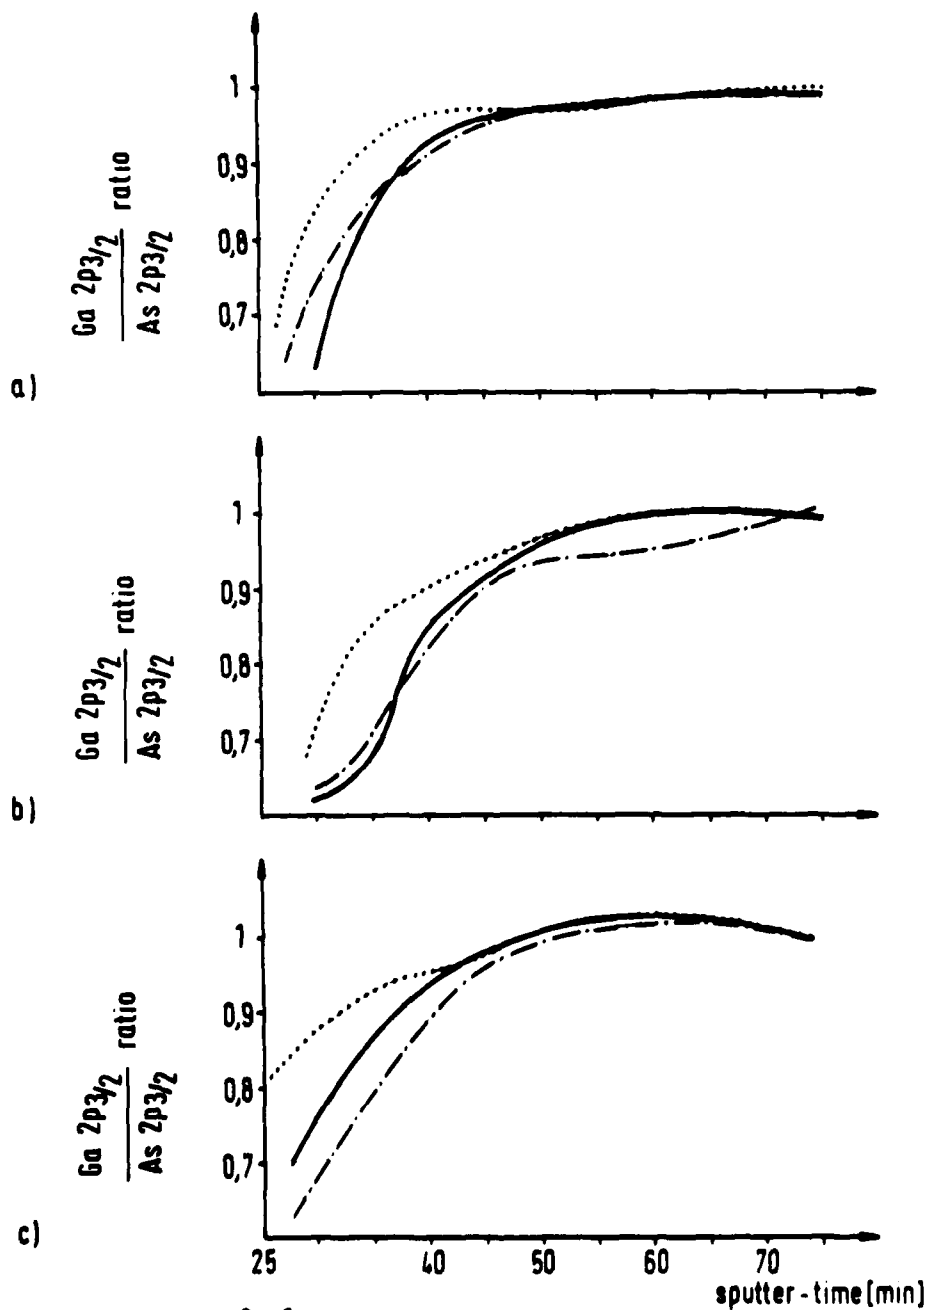 1
0,9
0,8
0,7
Ga 2p3/2
As 2p3/2
ratio
a)
1
0,9
0,8
0,7
Ga 2p3/2
As 2p3/2
ratio
b)
1
0,9
0,8
0,7
Ga 2p3/2
As 2p3/2
ratio
c)
25 40 50 60 70
sputter-time [min]